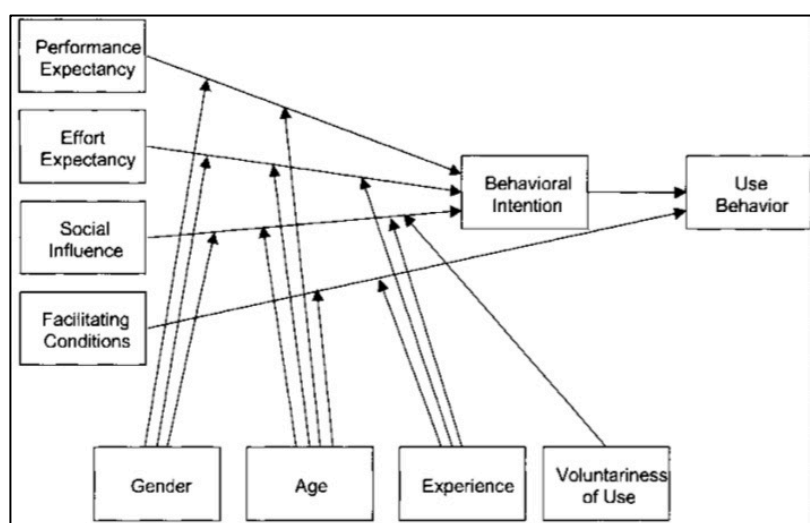 Performance
Expectancy
Effort
Expectancy
Social
Influence
Facilitating
Conditions
Behavioral
Intention
Use
Behavior
Gender
Age
Experience
Voluntariness
of Use